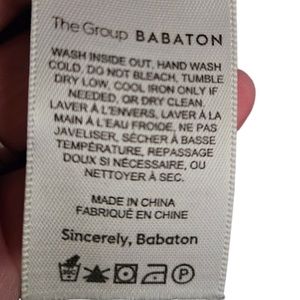 The Group BABATON
WASH INSIDE OUT, HAND WASH
COLD, DO NOT BLEACH, TUMBLE
DRY LOW, COOL IRON ONLY IF
NEEDED, OR DRY CLEAN.
LAVER À L'ENVERS, LAVER À LA
MAIN À L'EAU FROIDE, NE PAS
JAVELISER, SÉCHER À BASSE
TEMPÉRATURE, REPASSAGE
DOUX SI NÉCESSAIRE, OU
NETTOYER À SEC.
MADE IN CHINA
FABRIQUÉ EN CHINE
Sincerely, Babaton
P